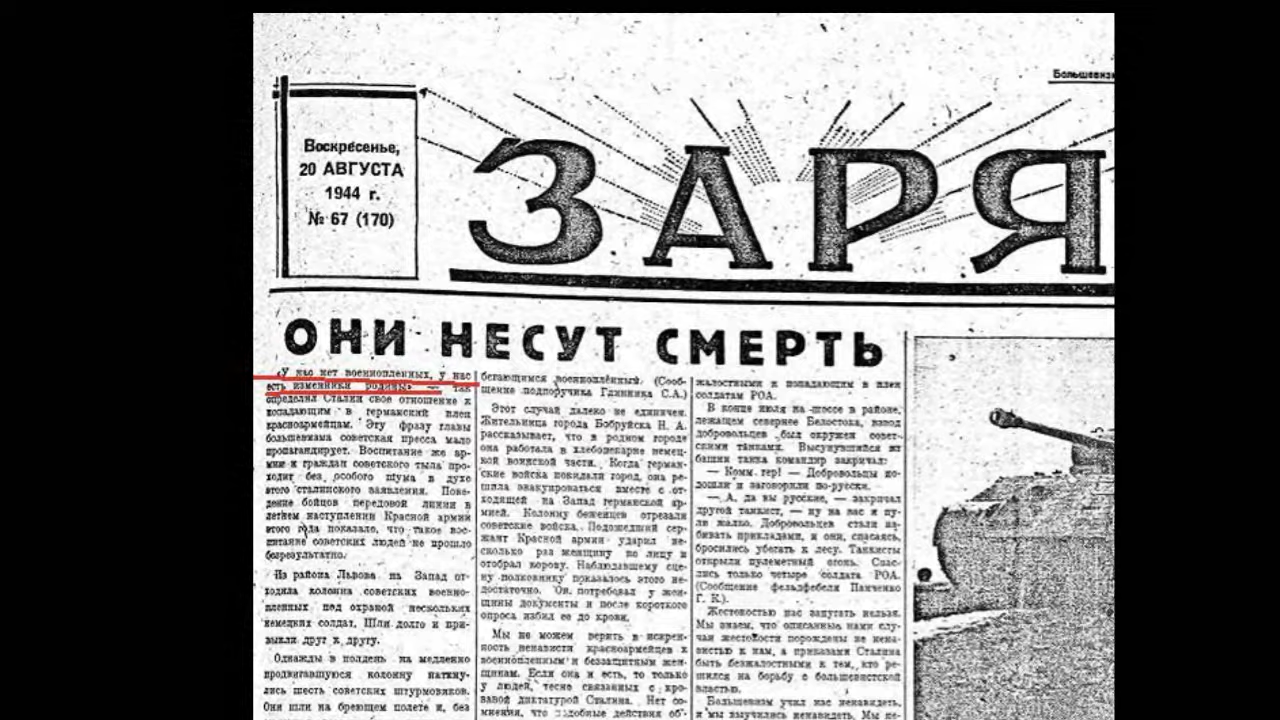 Большевизм
Воскресенье,
20 АВГУСТА
1944 г.
№ 67 (170)
ЗАРЯ
ОНИ НЕСУТ СМЕРТЬ
«У нас нет военнопленных, у нас
есть изменники родины» — так
определил Сталин свое отношение к
попадающим в германский плен
красноармейцам. Эту фразу главы
большевизма советская пресса мало
пропагандирует. Воспитание же ар-
мии и граждан советского тыла про-
ходит без особого шума в духе
этого сталинского заявления. Пове-
дение бойцов передовой линии в
летнем наступлении Красной армии
этого года показало, что такое вос-
питание советских людей не прошло
безрезультатно.
Из района Львова на Запад от-
ходила колонна советских военно-
пленных под охраной нескольких
немецких солдат. Шли долго и при-
выкли друг к другу.
Однажды в полдень на медленно
продвигавшуюся колонну наткну-
лись шесть советских штурмовиков.
Они шли на бреющем полете и, без
бегающимся военнопленным. (Сооб-
щение подпоручика Глинника С.А.)
Этот случай далеко не единичен.
Жительница города Бобруйска Н. А.
рассказывает, что в родном городе
она работала в хлебопекарне немец-
кой воинской части. Когда герман-
ские войска покидали город, она ре-
шила эвакуироваться вместе с от-
ходящей на Запад германской ар-
мией. Колонну беженцев отрезали
советские войска. Подошедший сер-
жант Красной армии ударил не-
сколько раз женщину по лицу и
отобрал корову. Наблюдавшему сце-
ну полковнику показалось этого не-
достаточно. Он потребовал у жен-
щины документы и после короткого
опроса избил ее до крови.
Мы не можем верить в искрен-
ность ненависти красноармейцев к
военнопленным и беззащитным жен-
щинам. Если она и есть, то только
у людей, тесно связанных с кро-
вавой диктатурой Сталина. Нет со-
мнения, что подобные действия об'-
жалостными к попадающим в плен
солдатам РОА.
В конце июля на шоссе в районе,
лежащем севернее Белостока, взвод
добровольцев был окружен совет-
скими танками. Высунувшийся из
башни танка командир закричал:
— Комм гер! — Добровольцы по-
дошли и заговорили по-русски.
— А, да вы русские, — закричал
другой танкист, — ну на вас и пу-
ли жалко. Добровольцев стали из-
бивать прикладами, и они, спасаясь,
бросились убегать к лесу. Танкисты
открыли пулеметный огонь. Спас-
лись только четыре солдата РОА.
(Сообщение фельдфебеля Панченко
Г. К.).
Жестокостью нас запугать нельзя.
Мы знаем, что описанные нами слу-
чаи жестокости порождены не нена-
вистью к нам, а приказами Сталина
быть безжалостными к тем, кто ре-
шился на борьбу с большевистской
властью.
Большевизм учил нас ненавидеть,
и мы выучились ненавидеть. Мы не-